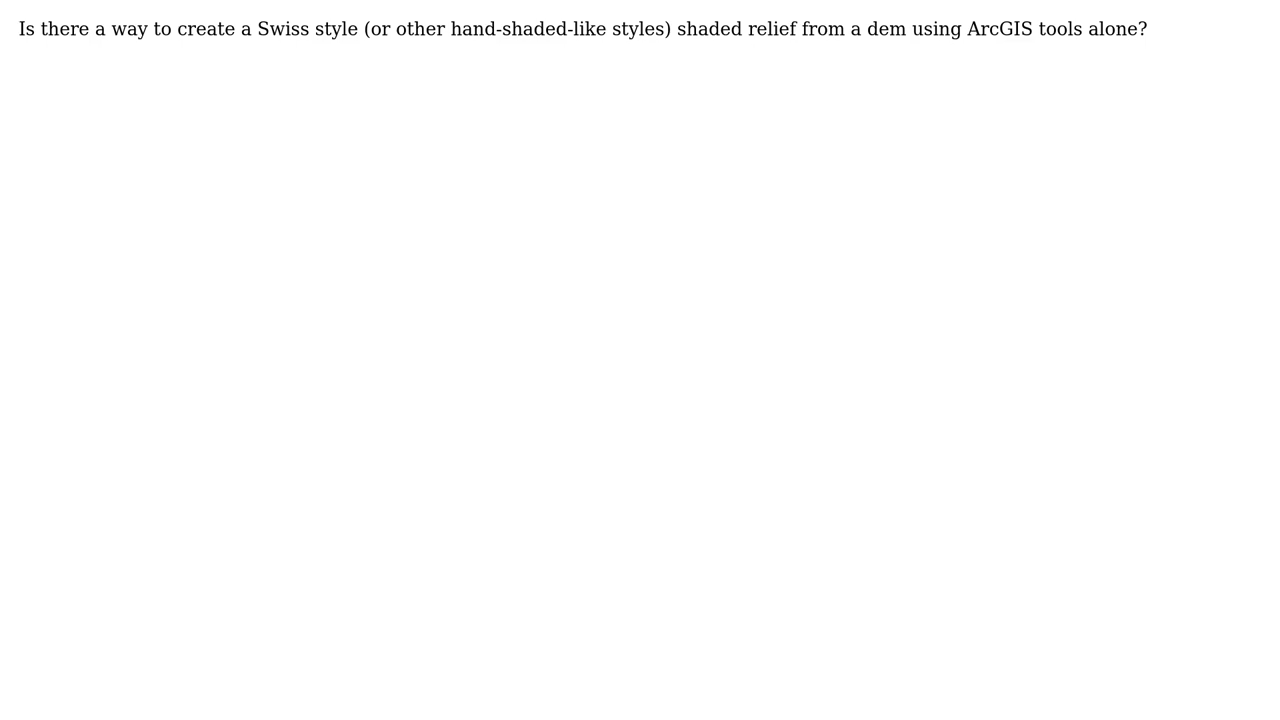 Is there a way to create a Swiss style (or other hand-shaded-like styles) shaded relief from a dem using ArcGIS tools alone?